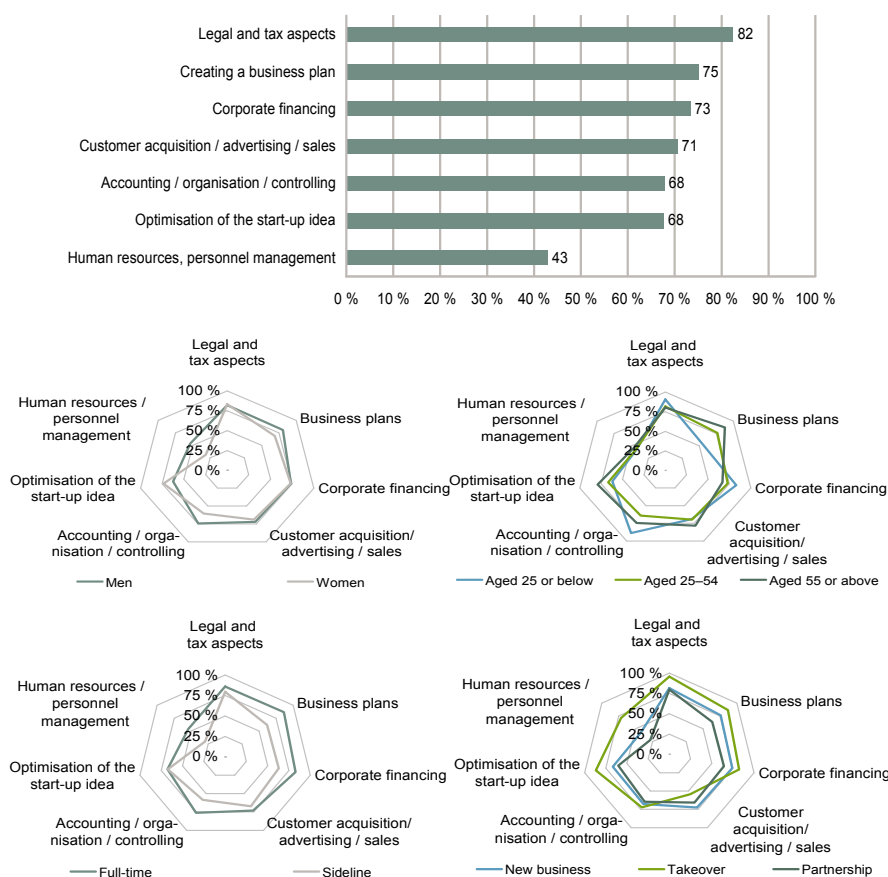 Legal and tax aspects
82
Creating a business plan
75
Corporate financing
73
Customer acquisition / advertising / sales
71
Accounting / organisation / controlling
68
Optimisation of the start-up idea
68
Human resources, personnel management
43
0 % 10 % 20 % 30 % 40 % 50 % 60 % 70 % 80 % 90 % 100 %
Legal and
tax aspects
100 %
75 %
50 %
25 %
0 %
Business plans
Corporate financing
Customer acquisition/
advertising / sales
Accounting / orga-
nisation / controlling
Optimisation of the
start-up idea
Human resources /
personnel
management
Men
Women
Legal and
tax aspects
100 %
75 %
50 %
25 %
0 %
Business plans
Corporate financing
Customer
acquisition/
advertising / sales
Accounting / orga-
nisation / controlling
Optimisation of the
start-up idea
Human resources /
personnel
management
Aged 25 or below
Aged 25–54
Aged 55 or above
Legal and
tax aspects
100 %
75 %
50 %
25 %
0 %
Business plans
Corporate financing
Customer acquisition/
advertising / sales
Accounting / orga-
nisation / controlling
Optimisation of the
start-up idea
Human resources /
personnel
management
Full-time
Sideline
Legal and
tax aspects
100 %
75 %
50 %
25 %
0 %
Business plans
Corporate financing
Customer
acquisition/
advertising / sales
Accounting / orga-
nisation / controlling
Optimisation of the
start-up idea
Human resources /
personnel
management
New business
Takeover
Partnership